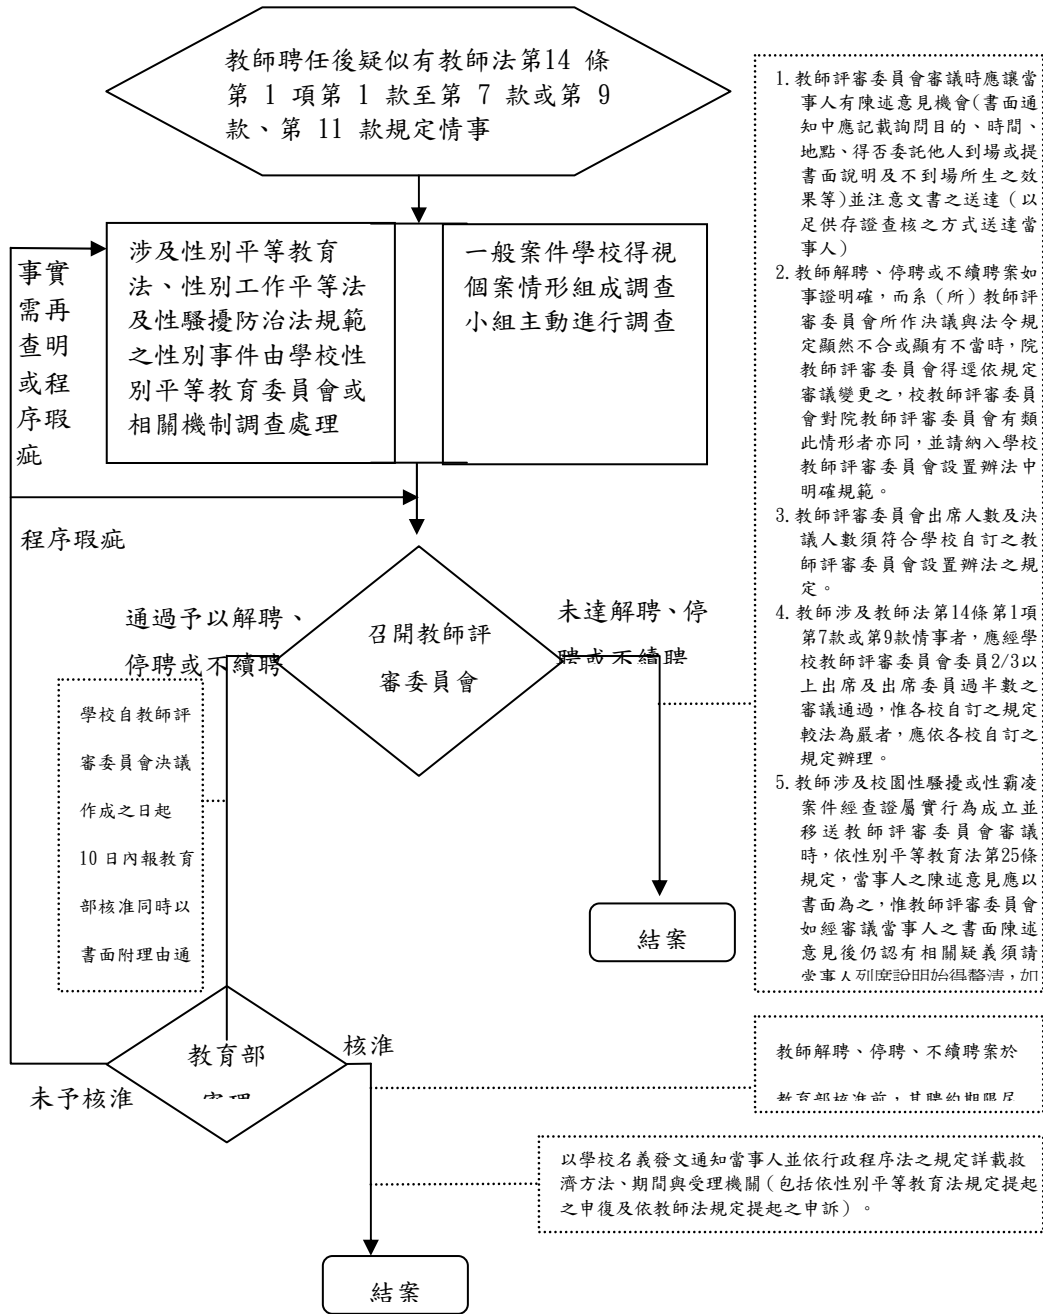 教師聘任後疑似有教師法第14 條
第 1 項第 1 款至第 7 款或第 9
款、第 11 款規定情事
事實
需再
查明
或程
序瑕
疵
涉及性別平等教育
法、性別工作平等法
及性騷擾防治法規範
之性別事件由學校性
別平等教育委員會或
相關機制調查處理
一般案件學校得視
個案情形組成調查
小組主動進行調查
程序瑕疵
通過予以解聘、
停聘或不續聘
召開教師評
審委員會
未達解聘、停
聘或不續聘
學校自教師評
審委員會決議
作成之日起
10 日內報教育
部核准同時以
書面附理由通
結案
教育部
審理
核准
未予核准
結案
1.教師評審委員會審議時應讓當
事人有陳述意見機會(書面通
知中應記載詢問目的、時間、
地點、得否委託他人到場或提
書面說明及不到場所生之效
果等)並注意文書之送達（以
足供存證查核之方式送達當
事人）
2.教師解聘、停聘或不續聘案如
事證明確，而系（所）教師評
審委員會所作決議與法令規
定顯然不合或顯有不當時，院
教師評審委員會得逕依規定
審議變更之，校教師評審委員
會對院教師評審委員會有類
此情形者亦同，並請納入學校
教師評審委員會設置辦法中
明確規範。
3.教師評審委員會出席人數及決
議人數須符合學校自訂之教
師評審委員會設置辦法之規
定。
4.教師涉及教師法第14條第1項
第7款或第9款情事者，應經學
校教師評審委員會委員2/3以
上出席及出席委員過半數之
審議通過，惟各校自訂之規定
較法為嚴者，應依各校自訂之
規定辦理。
5.教師涉及校園性騷擾或性霸凌
案件經查證屬實行為成立並
移送教師評審委員會審議
時，依性別平等教育法第25條
規定，當事人之陳述意見應以
書面為之，惟教師評審委員會
如經審議當事人之書面陳述
意見後仍認有相關疑義須請
當事人列席說明始得釐清，如
教師解聘、停聘、不續聘案於
教育部核准前，其聘約期限屆
以學校名義發文通知當事人並依行政程序法之規定詳載救
濟方法、期間與受理機關（包括依性別平等教育法規定提起
之申復及依教師法規定提起之申訴）。